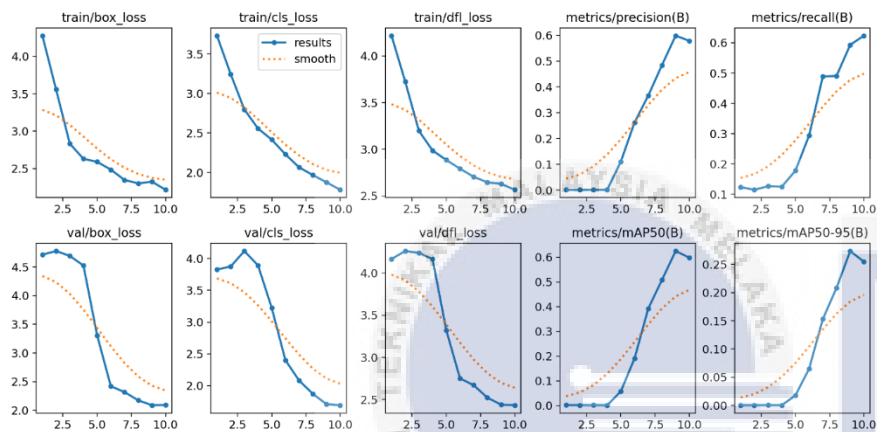 train/box_loss
train/cls_loss
train/dfl_loss
metrics/precision(B)
metrics/recall(B)
results
smooth
4.0
3.5
3.0
2.5
3.5
3.0
2.5
2.0
4.0
3.5
3.0
2.5
0.6
0.5
0.4
0.3
0.2
0.1
0.0
0.6
0.5
0.4
0.3
0.2
0.1
2.5 5.0 7.5 10.0
2.5 5.0 7.5 10.0
2.5 5.0 7.5 10.0
2.5 5.0 7.5 10.0
2.5 5.0 7.5 10.0
val/box_loss
val/cls_loss
val/dfl_loss
metrics/mAP50(B)
metrics/mAP50-95(B)
4.5
4.0
3.5
3.0
2.5
2.0
4.0
3.5
3.0
2.5
2.0
4.0
3.5
3.0
2.5
0.6
0.5
0.4
0.3
0.2
0.1
0.0
0.25
0.20
0.15
0.10
0.05
0.00
2.5 5.0 7.5 10.0
2.5 5.0 7.5 10.0
2.5 5.0 7.5 10.0
2.5 5.0 7.5 10.0
2.5 5.0 7.5 10.0
TEKNIKAL MALAYSIA MELAKA